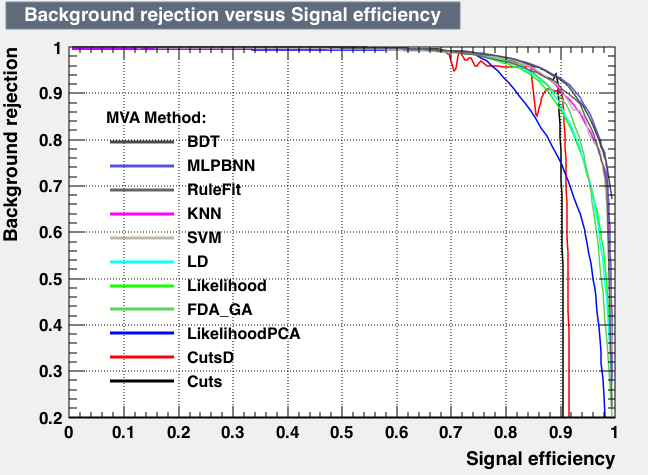 Background rejection versus Signal efficiency
Background rejection
1
0.9
0.8
0.7
0.6
0.5
0.4
0.3
0.2
MVA Method:
BDT
MLPBNN
RuleFit
KNN
SVM
LD
Likelihood
FDA_GA
LikelihoodPCA
CutsD
Cuts
0 0.1 0.2 0.3 0.4 0.5 0.6 0.7 0.8 0.9 1
Signal efficiency